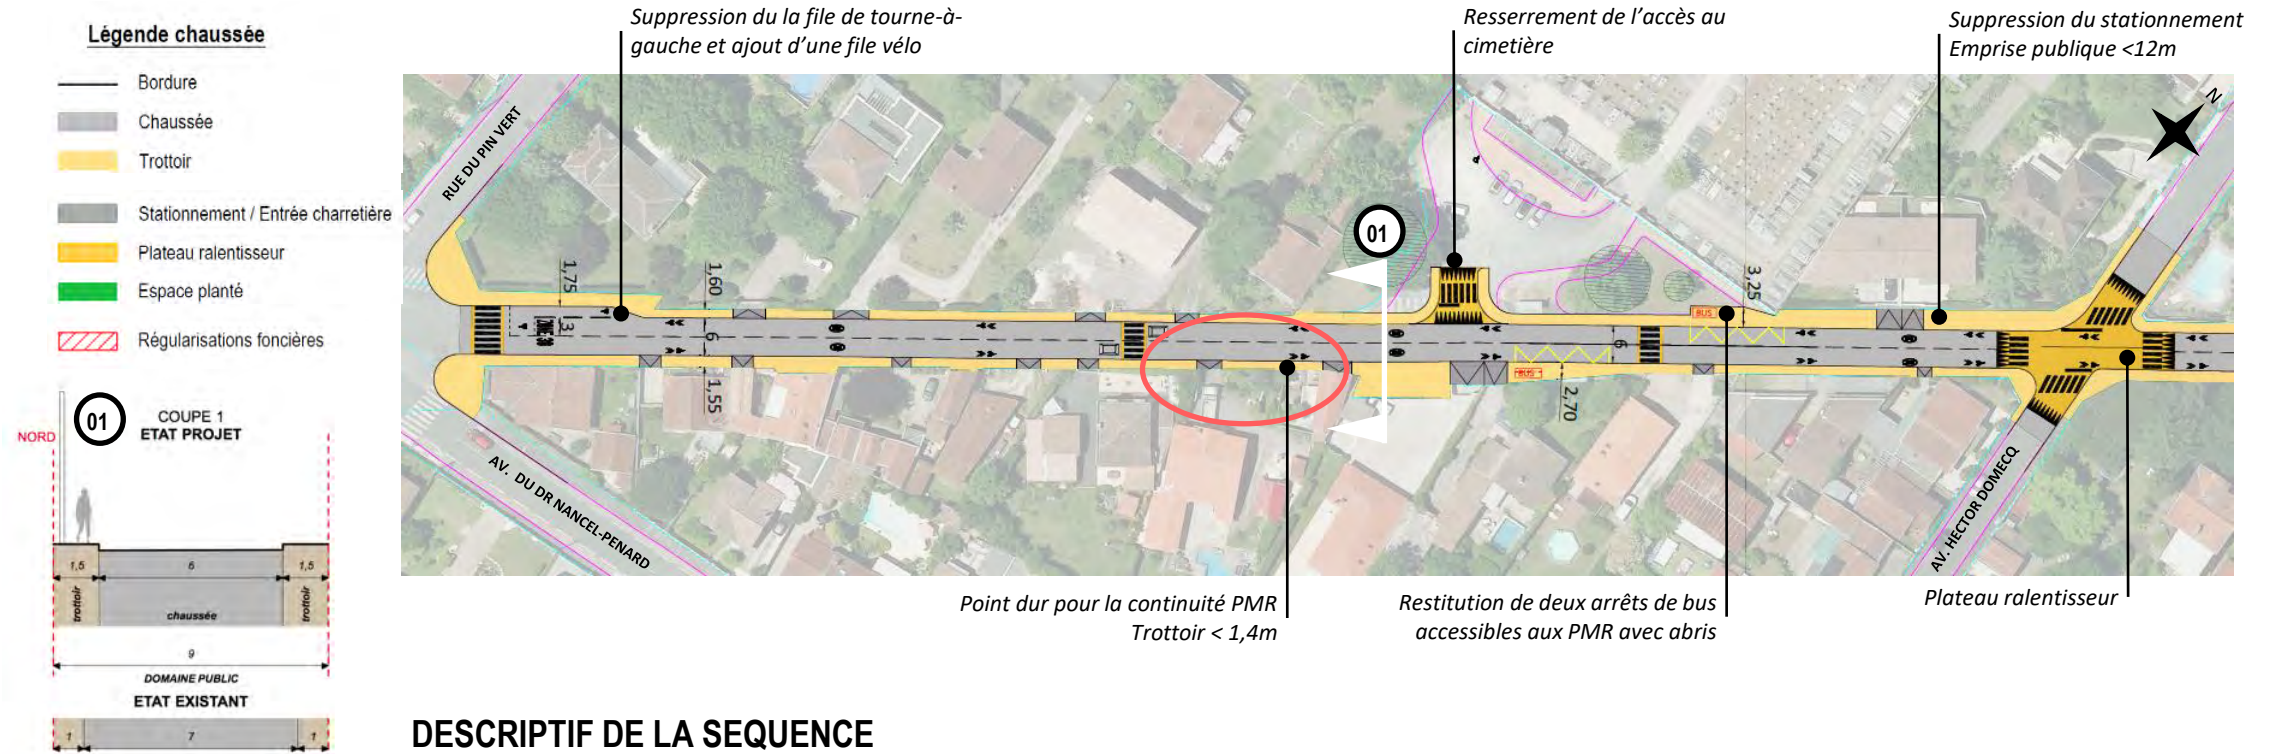 Légende chaussée
Bordure
Chaussée
Trottoir
Stationnement / Entrée charretière
Plateau ralentisseur
Espace planté
Régularisations foncières
01
COUPE 1
ETAT PROJET
NORD
1,5
6
1,5
trottoir
chaussée
trottoir
9
DOMAINE PUBLIC
ETAT EXISTANT
1
7
1
Suppression du la file de tourne-à-
gauche et ajout d'une file vélo
Resserrement de l'accès au
cimetière
Suppression du stationnement
Emprise publique <12m
RUE DU PIN VERT
N
01
1,75
1,60
3,25
ZONE 30
3
6
6
BUS
BUS
1,55
2,70
AV. DU DR NANCEL-PENARD
AV. HECTOR DOMECQ
Point dur pour la continuité PMR
Trottoir < 1,4m
Restitution de deux arrêts de bus
accessibles aux PMR avec abris
Plateau ralentisseur
DESCRIPTIF DE LA SEQUENCE